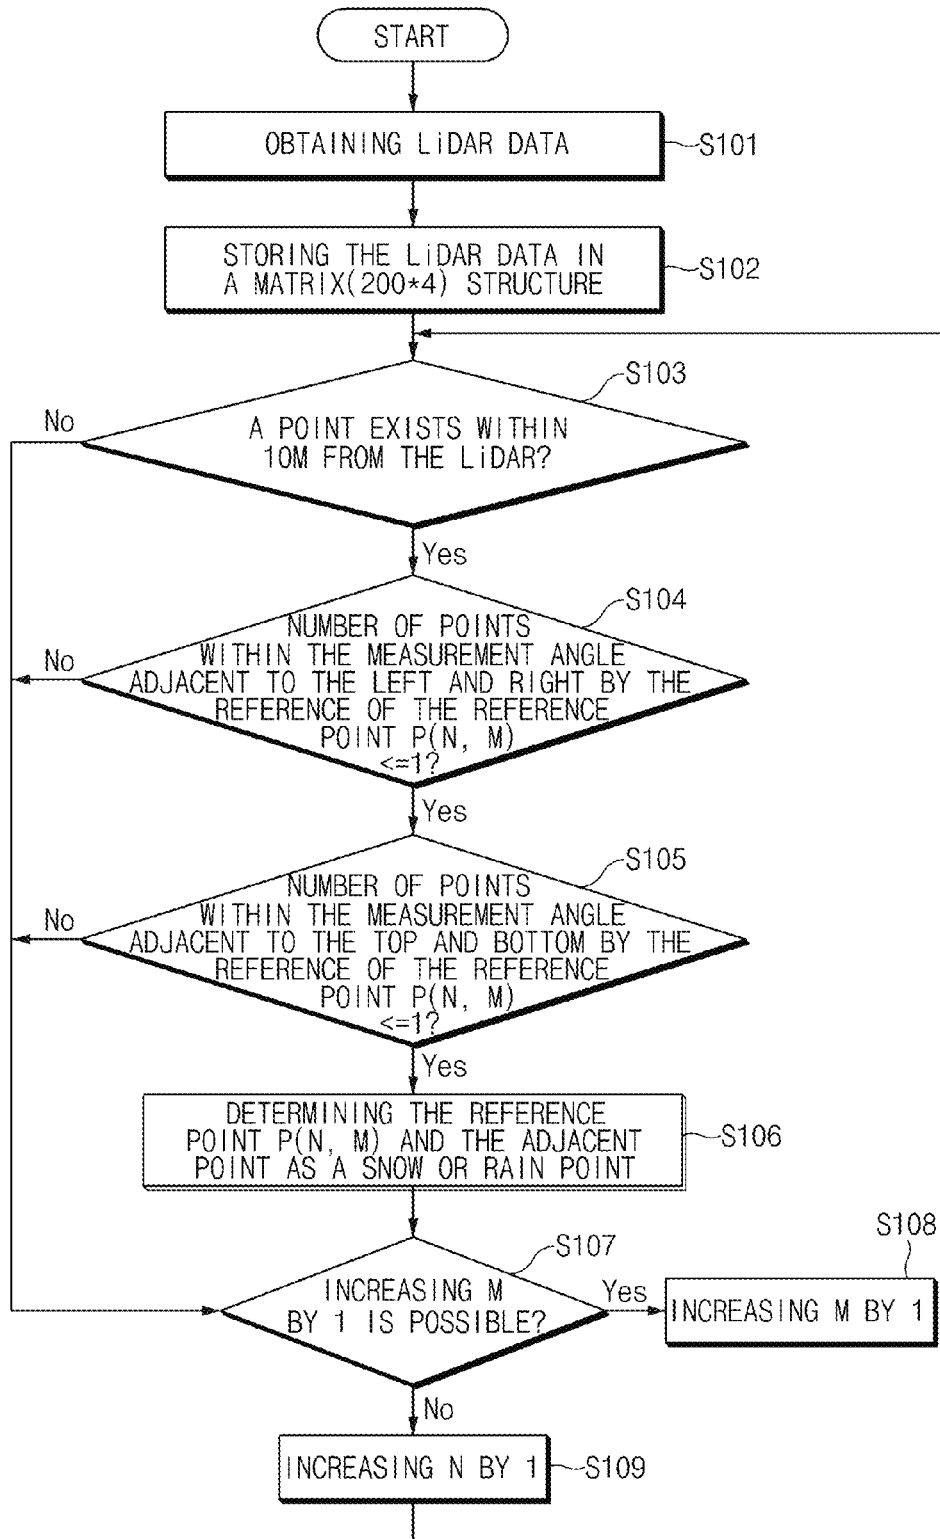 START
OBTAINING LiDAR DATA
S101
STORING THE LiDAR DATA IN
A MATRIX(200*4) STRUCTURE
S102
S103
No
A POINT EXISTS WITHIN
10M FROM THE LiDAR?
Yes
S104
No
NUMBER OF POINTS
WITHIN THE MEASUREMENT ANGLE
ADJACENT TO THE LEFT AND RIGHT BY THE
REFERENCE OF THE REFERENCE
POINT P(N, M)
<=1?
Yes
S105
No
NUMBER OF POINTS
WITHIN THE MEASUREMENT ANGLE
ADJACENT TO THE TOP AND BOTTOM BY THE
REFERENCE OF THE REFERENCE
POINT P(N, M)
<=1?
Yes
DETERMINING THE REFERENCE
POINT P(N, M) AND THE ADJACENT
POINT AS A SNOW OR RAIN POINT
S106
S107
INCREASING M
BY 1 IS POSSIBLE?
Yes
S108
INCREASING M BY 1
No
INCREASING N BY 1
S109